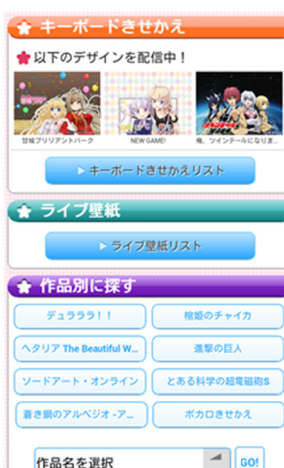 キーボードきせかえ
以下のデザインを配信中！
甘城ブリリアントパーク
NEW GAME!
俺、ツインテールになりま...
キーボードきせかえリスト
ライブ壁紙
ライブ壁紙リスト
作品別に探す
デュラララ！！
棺姫のチャイカ
ヘタリア The Beautiful W...
進撃の巨人
ソードアート・オンライン
とある科学の超電磁砲S
蒼き鋼のアルペジオ -ア...
ボカロきせかえ
作品名を選択
GO!